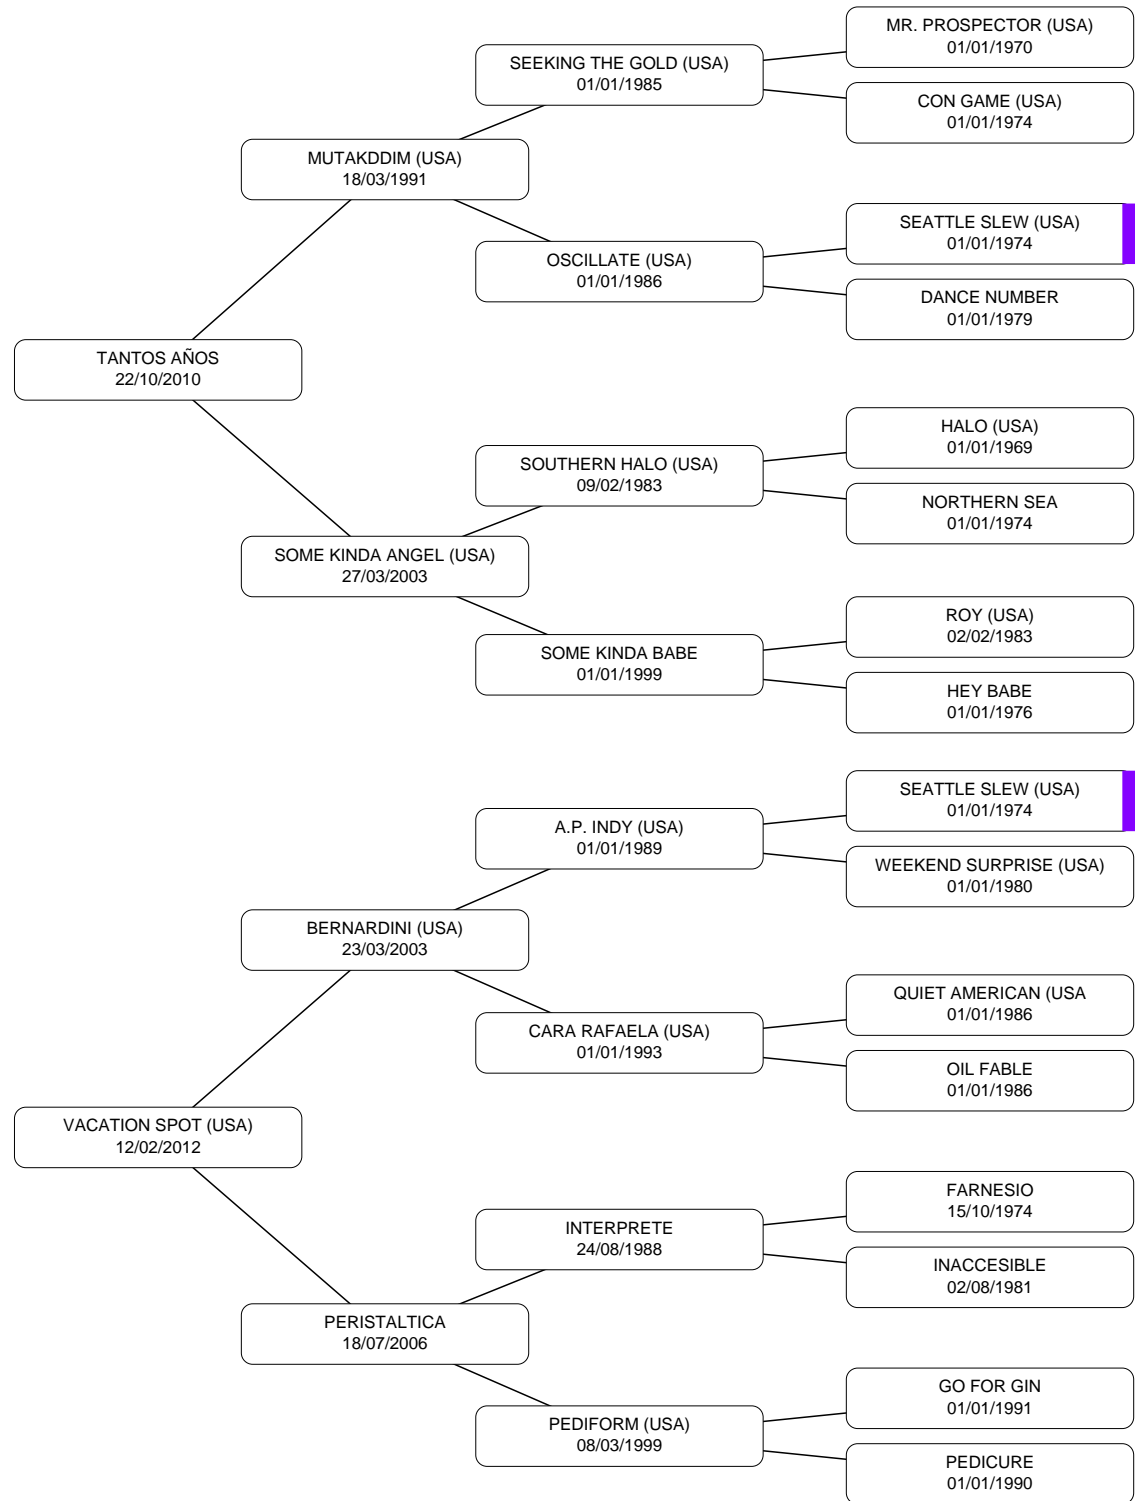 MR. PROSPECTOR (USA)
01/01/1970
SEEKING THE GOLD (USA)
01/01/1985
CON GAME (USA)
01/01/1974
MUTAKDDIM (USA)
18/03/1991
SEATTLE SLEW (USA)
01/01/1974
OSCILLATE (USA)
01/01/1986
DANCE NUMBER
01/01/1979
TANTOS AÑOS
22/10/2010
HALO (USA)
01/01/1969
SOUTHERN HALO (USA)
09/02/1983
NORTHERN SEA
01/01/1974
SOME KINDA ANGEL (USA)
27/03/2003
ROY (USA)
02/02/1983
SOME KINDA BABE
01/01/1999
HEY BABE
01/01/1976
SEATTLE SLEW (USA)
01/01/1974
A.P. INDY (USA)
01/01/1989
WEEKEND SURPRISE (USA)
01/01/1980
BERNARDINI (USA)
23/03/2003
QUIET AMERICAN (USA
01/01/1986
CARA RAFAELA (USA)
01/01/1993
OIL FABLE
01/01/1986
VACATION SPOT (USA)
12/02/2012
FARNESIO
15/10/1974
INTERPRETE
24/08/1988
INACCESIBLE
02/08/1981
PERISTALTICA
18/07/2006
GO FOR GIN
01/01/1991
PEDIFORM (USA)
08/03/1999
PEDICURE
01/01/1990